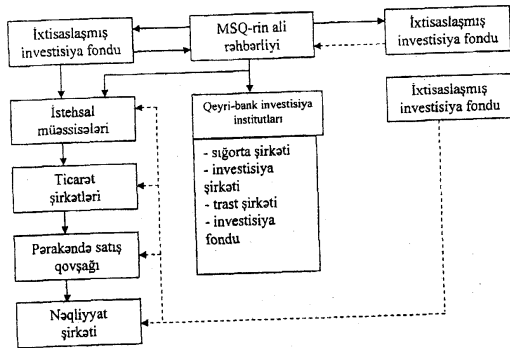 İxtisaslaşmış
investisiya fondu
MSQ-rin ali
rəhbərliyi
İxtisaslaşmış
investisiya fondu
İstehsal
müəssisələri
Qeyri-bank investisiya
institutları
İxtisaslaşmış
investisiya fondu
- sığorta şirkəti
- investisiya
şirkəti
- trast şirkəti
- investisiya
fondu
Ticarət
şirkətləri
Pərakəndə satış
qovşağı
Nəqliyyat
şirkəti